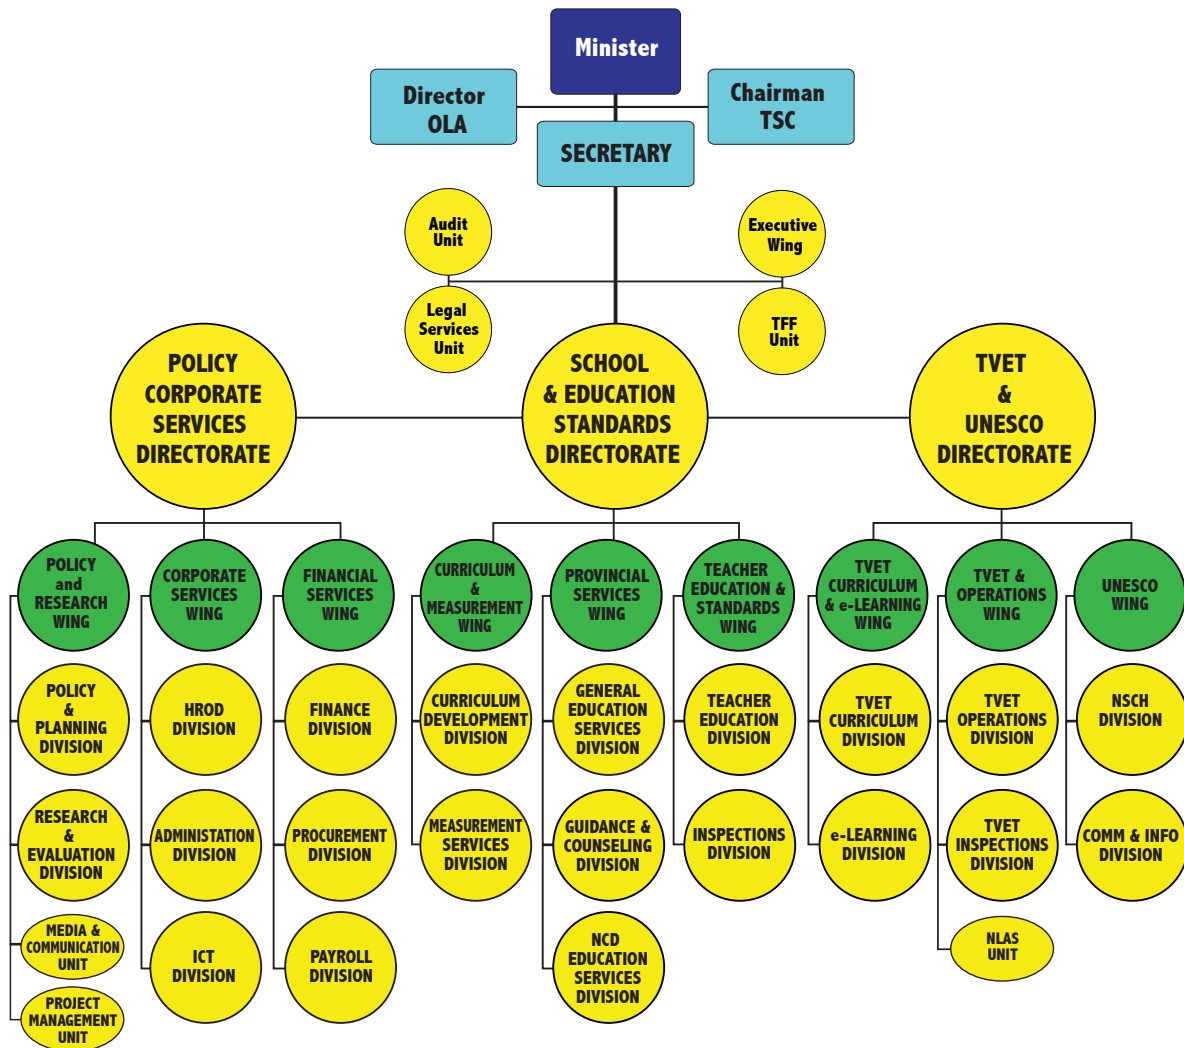 Minister
Director
OLA
Chairman
TSC
SECRETARY
Audit
Unit
Executive
Wing
Legal
Services
Unit
TFF
Unit
POLICY
CORPORATE
SERVICES
DIRECTORATE
SCHOOL
& EDUCATION
STANDARDS
DIRECTORATE
TVET
&
UNESCO
DIRECTORATE
POLICY
and
RESEARCH
WING
CORPORATE
SERVICES
WING
FINANCIAL
SERVICES
WING
CURRICULUM
&
MEASUREMENT
WING
PROVINCIAL
SERVICES
WING
TEACHER
EDUCATION &
STANDARDS
WING
TVET
CURRICULUM
& e-LEARNING
WING
TVET &
OPERATIONS
WING
UNESCO
WING
POLICY
&
PLANNING
DIVISION
HROD
DIVISION
FINANCE
DIVISION
CURRICULUM
DEVELOPMENT
DIVISION
GENERAL
EDUCATION
SERVICES
DIVISION
TEACHER
EDUCATION
DIVISION
TVET
CURRICULUM
DIVISION
TVET
OPERATIONS
DIVISION
NSCH
DIVISION
RESEARCH
&
EVALUATION
DIVISION
ADMINISTATION
DIVISION
PROCUREMENT
DIVISION
MEASUREMENT
SERVICES
DIVISION
GUIDANCE &
COUNSELING
DIVISION
INSPECTIONS
DIVISION
e-LEARNING
DIVISION
TVET
INSPECTIONS
DIVISION
COMM & INFO
DIVISION
MEDIA &
COMMUNICATION
UNIT
ICT
DIVISION
PAYROLL
DIVISION
NCD
EDUCATION
SERVICES
DIVISION
NLAS
UNIT
PROJECT
MANAGEMENT
UNIT